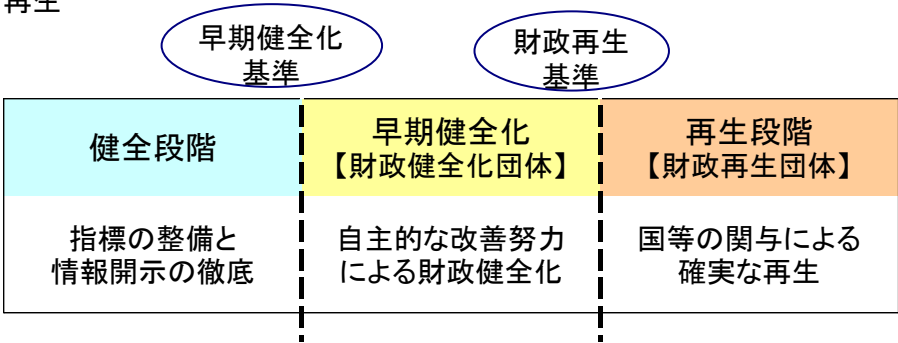 再生
早期健全化
基準
財政再生
基準
健全段階
早期健全化
【財政健全化団体】
再生段階
【財政再生団体】
指標の整備と
情報開示の徹底
自主的な改善努力
による財政健全化
国等の関与による
確実な再生